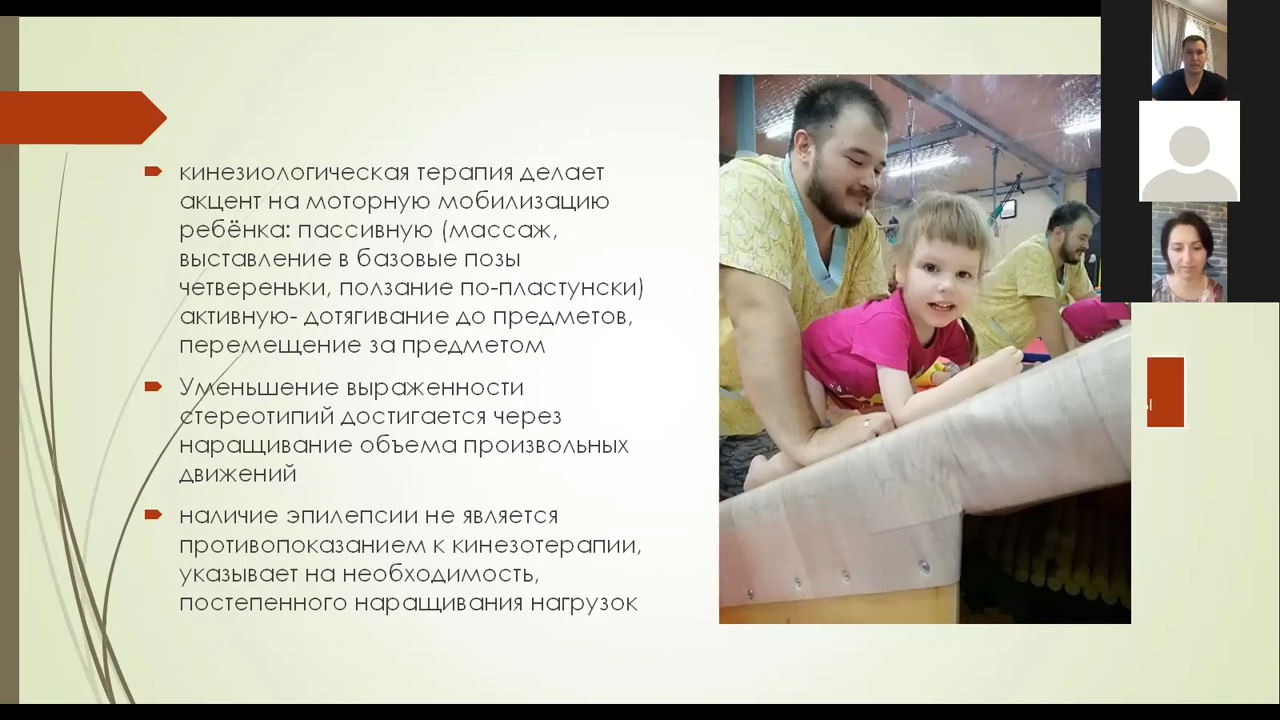 кинезиологическая терапия делает
акцент на моторную мобилизацию
ребёнка: пассивную (массаж,
выставление в базовые позы
четвереньки, ползание по-пластунски)
активную- дотягивание до предметов,
перемещение за предметом
Уменьшение выраженности
стереотипий достигается через
наращивание объема произвольных
движений
наличие эпилепсии не является
противопоказанием к кинезотерапии,
указывает на необходимость,
постепенного наращивания нагрузок